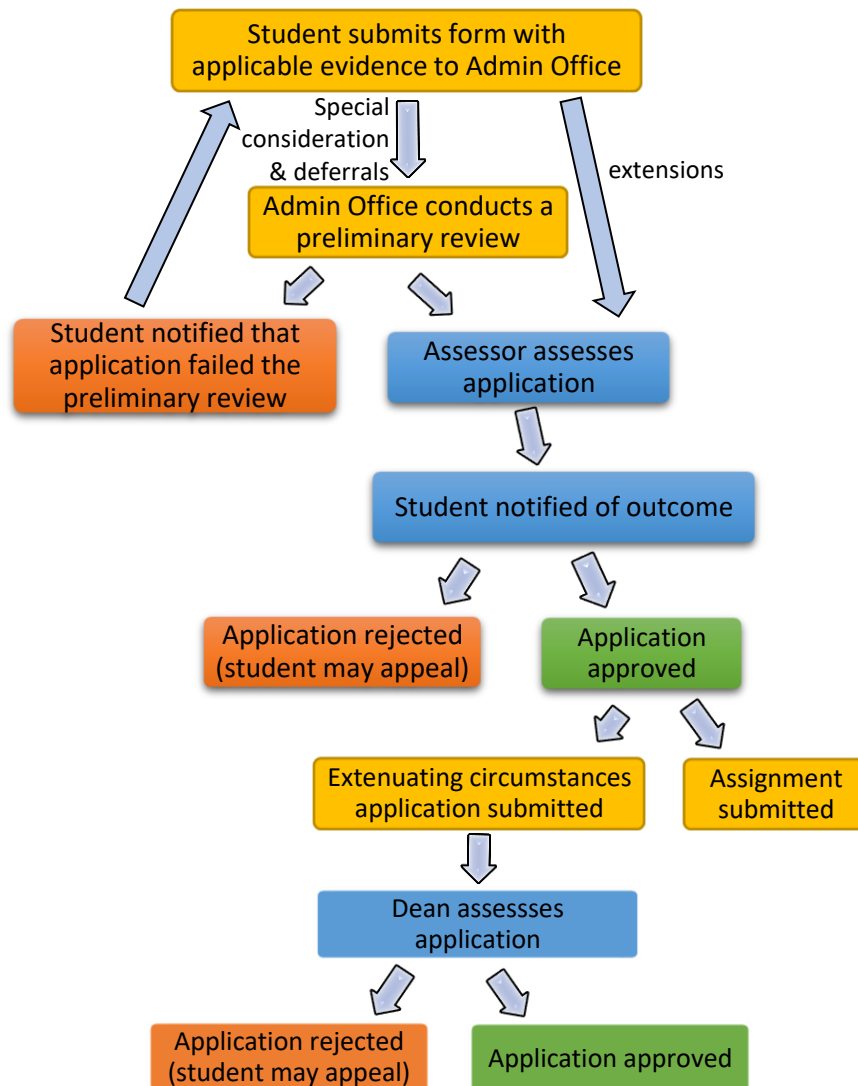 Student submits form with
applicable evidence to Admin Office
Special
consideration
& deferrals
extensions
Admin Office conducts a
preliminary review
Student notified that
application failed the
preliminary review
Assessor assesses
application
Student notified of outcome
Application rejected
(student may appeal)
Application
approved
Extenuating circumstances
application submitted
Assignment
submitted
Dean assessses
application
Application rejected
(student may appeal)
Application approved